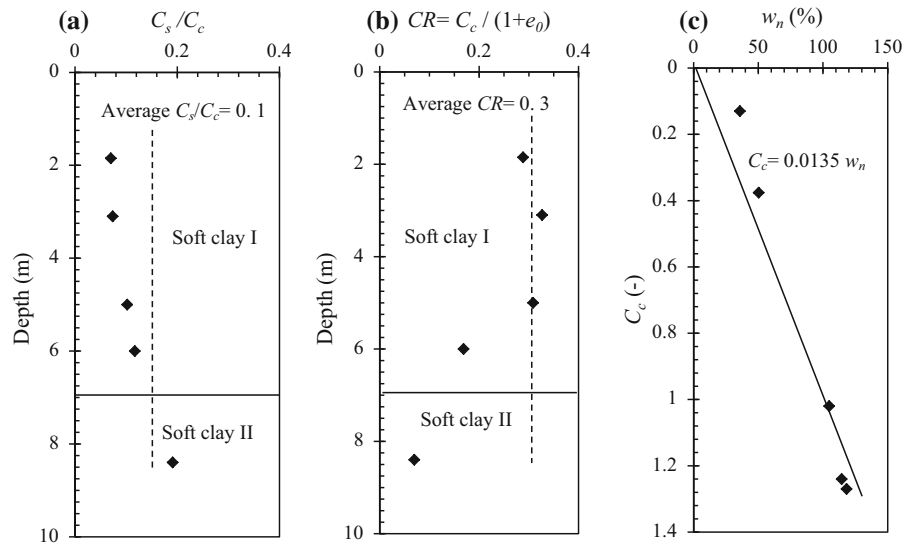 (a)
C_s /C_c
0 0.2 0.4
0
2
4
6
8
10
Depth (m)
Average C_s/C_c= 0. 1
Soft clay I
Soft clay II
(b)
CR= C_c / (1+e_0)
0 0.2 0.4
0
2
4
6
8
10
Depth (m)
Average CR= 0. 3
Soft clay I
Soft clay II
(c)
w_n (%)
0 50 100 150
0
0.2
0.4
0.6
0.8
1
1.2
1.4
C_c (-)
C_c= 0.0135 w_n